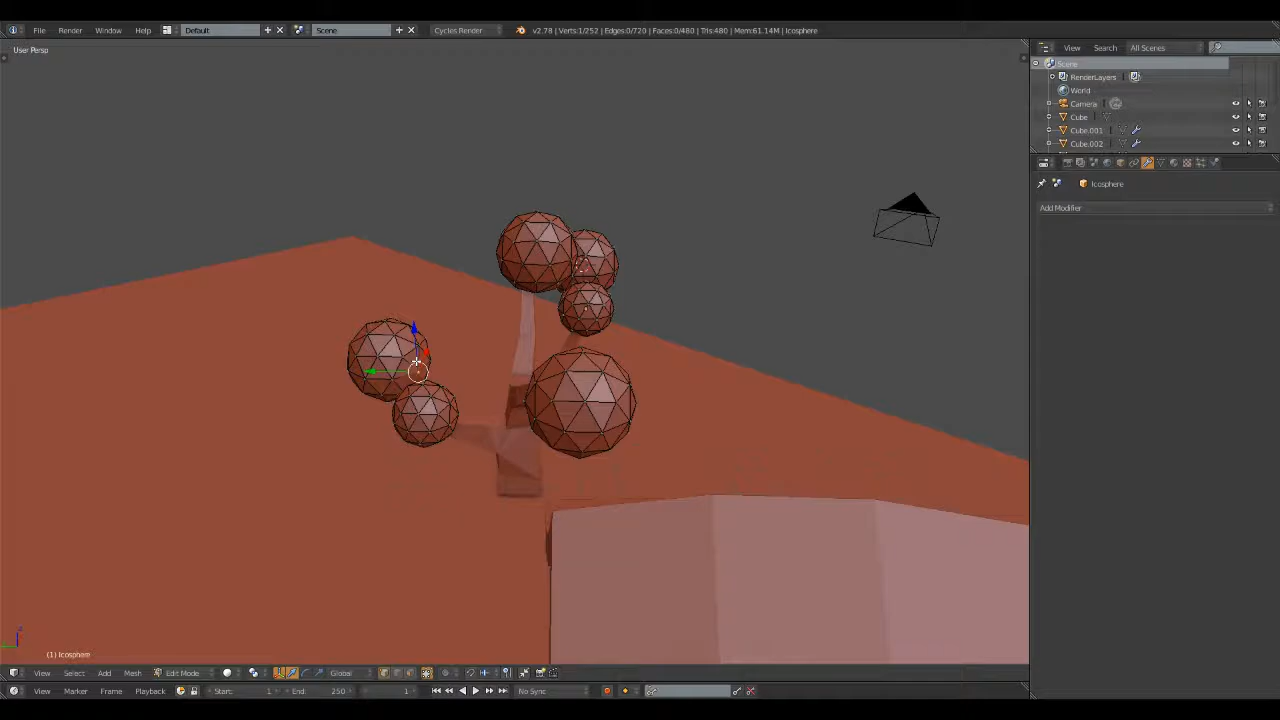 File Render Window Help Default Scene Cycles Render v2.78 | Verts:1/252 | Edges:0/720 | Faces:0/480 | Tris:480 | Mem:61.14M | Icosphere
User Persp
View Search All Scenes
Scene
RenderLayers
World
Camera
Cube
Cube.001
Cube.002
Icosphere
Add Modifier
(1) Icosphere
View Select Add Mesh Edit Mode Global
View Marker Frame Playback Start: 1 End: 250 1 No Sync